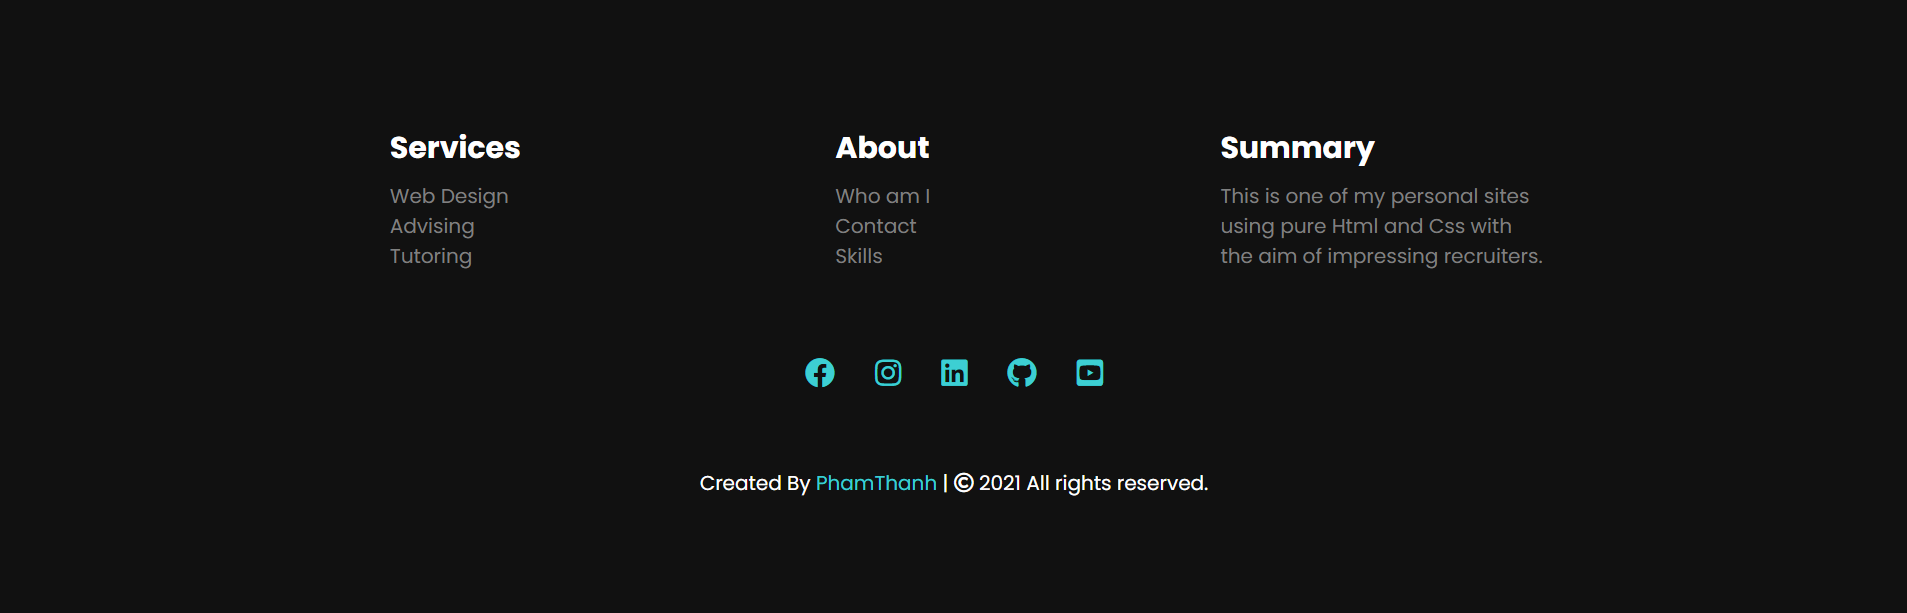 Services
Web Design
Advising
Tutoring
About
Who am I
Contact
Skills
Summary
This is one of my personal sites
using pure Html and Css with
the aim of impressing recruiters.
Created By PhamThanh | © 2021 All rights reserved.